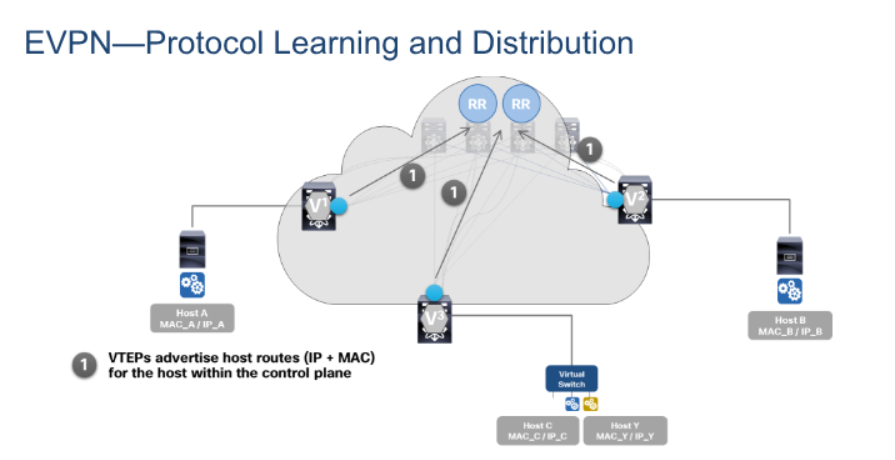 EVPN—Protocol Learning and Distribution
RR
RR
1
1
1
V1
V2
V3
Host A
MAC_A / IP_A
Host B
MAC_B / IP_B
1
VTEPs advertise host routes (IP + MAC)
for the host within the control plane
Virtual
Switch
Host C
MAC_C / IP_C
Host Y
MAC_Y / IP_Y